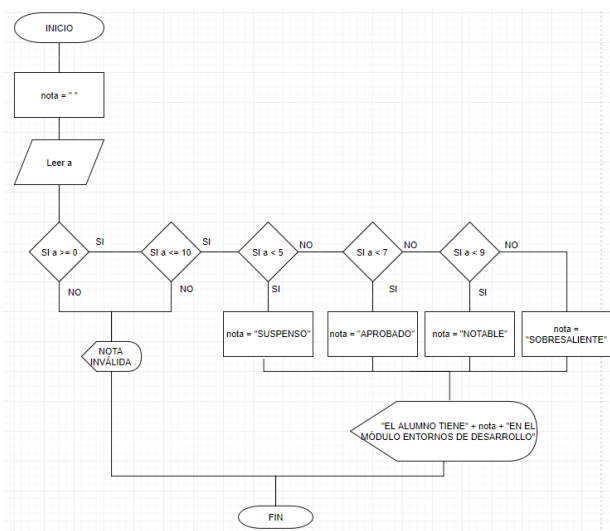 INICIO
nota = " "
Leer a
SI a >= 0
SI
SI a <= 10
SI
SI a < 5
NO
SI a < 7
NO
SI a < 9
NO
NO
NO
SI
SI
SI
nota = "SUSPENSO"
nota = "APROBADO"
nota = "NOTABLE"
nota =
"SOBRESALIENTE"
NOTA
INVÁLIDA
"EL ALUMNO TIENE" + nota + "EN EL
MÓDULO ENTORNOS DE DESARROLLO"
FIN